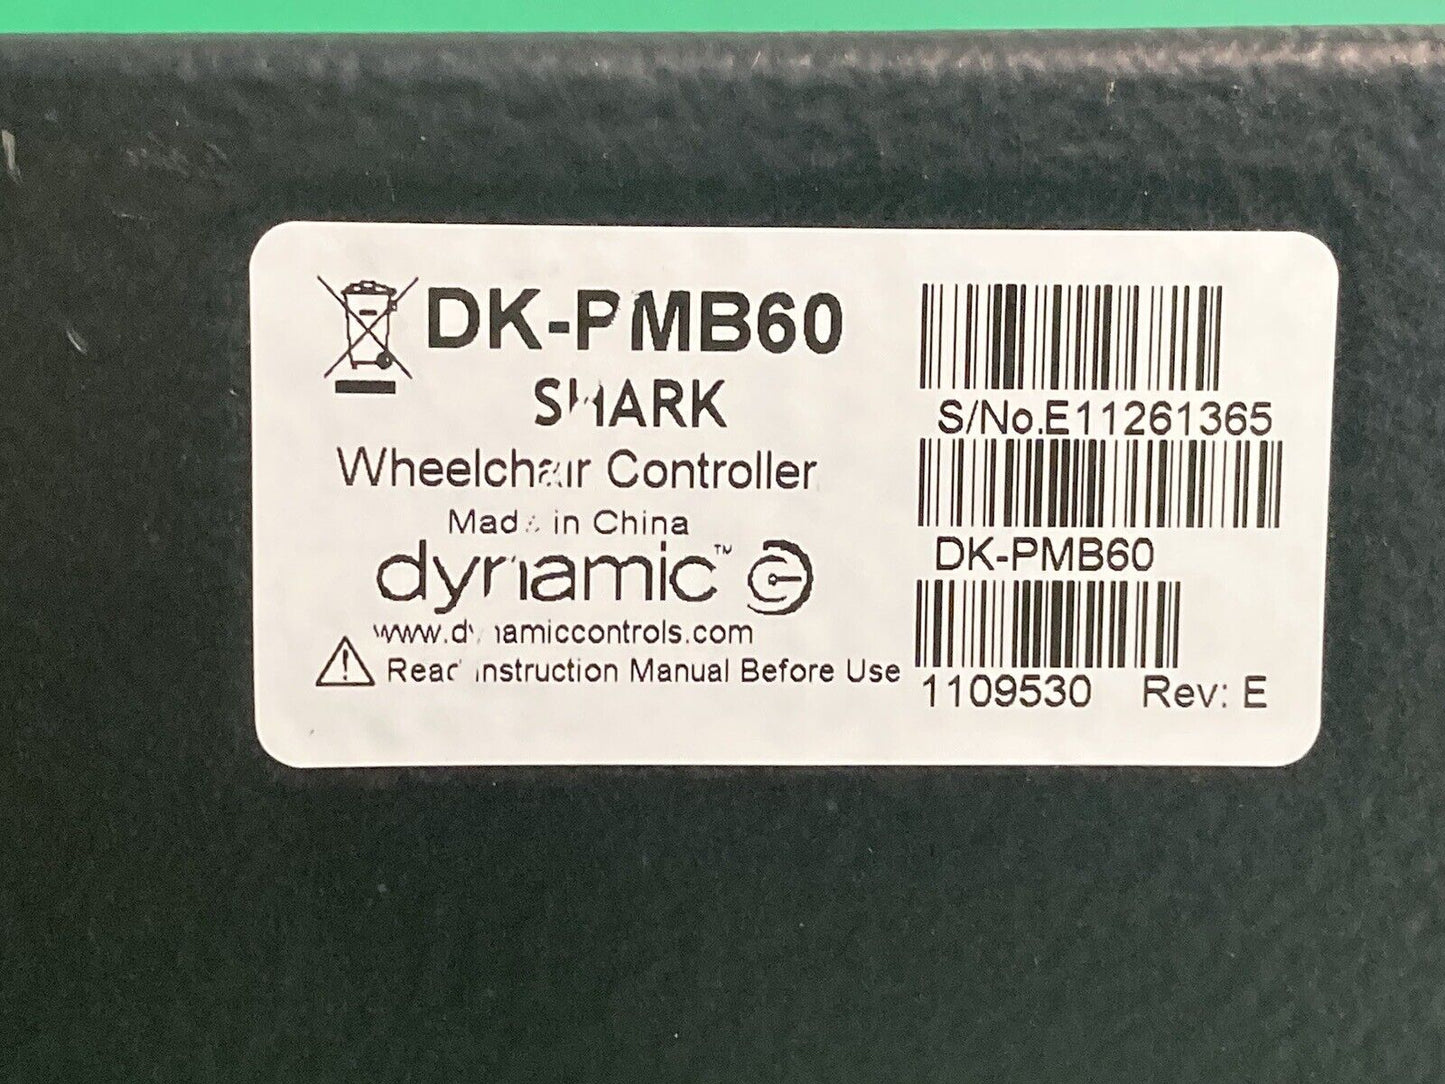 DK-PMB60
SHARK
Wheelchair Controller
Made in China
dynamic™
www.dynamiccontrols.com
Read Instruction Manual Before Use
S/No.E11261365
DK-PMB60
1109530 Rev: E